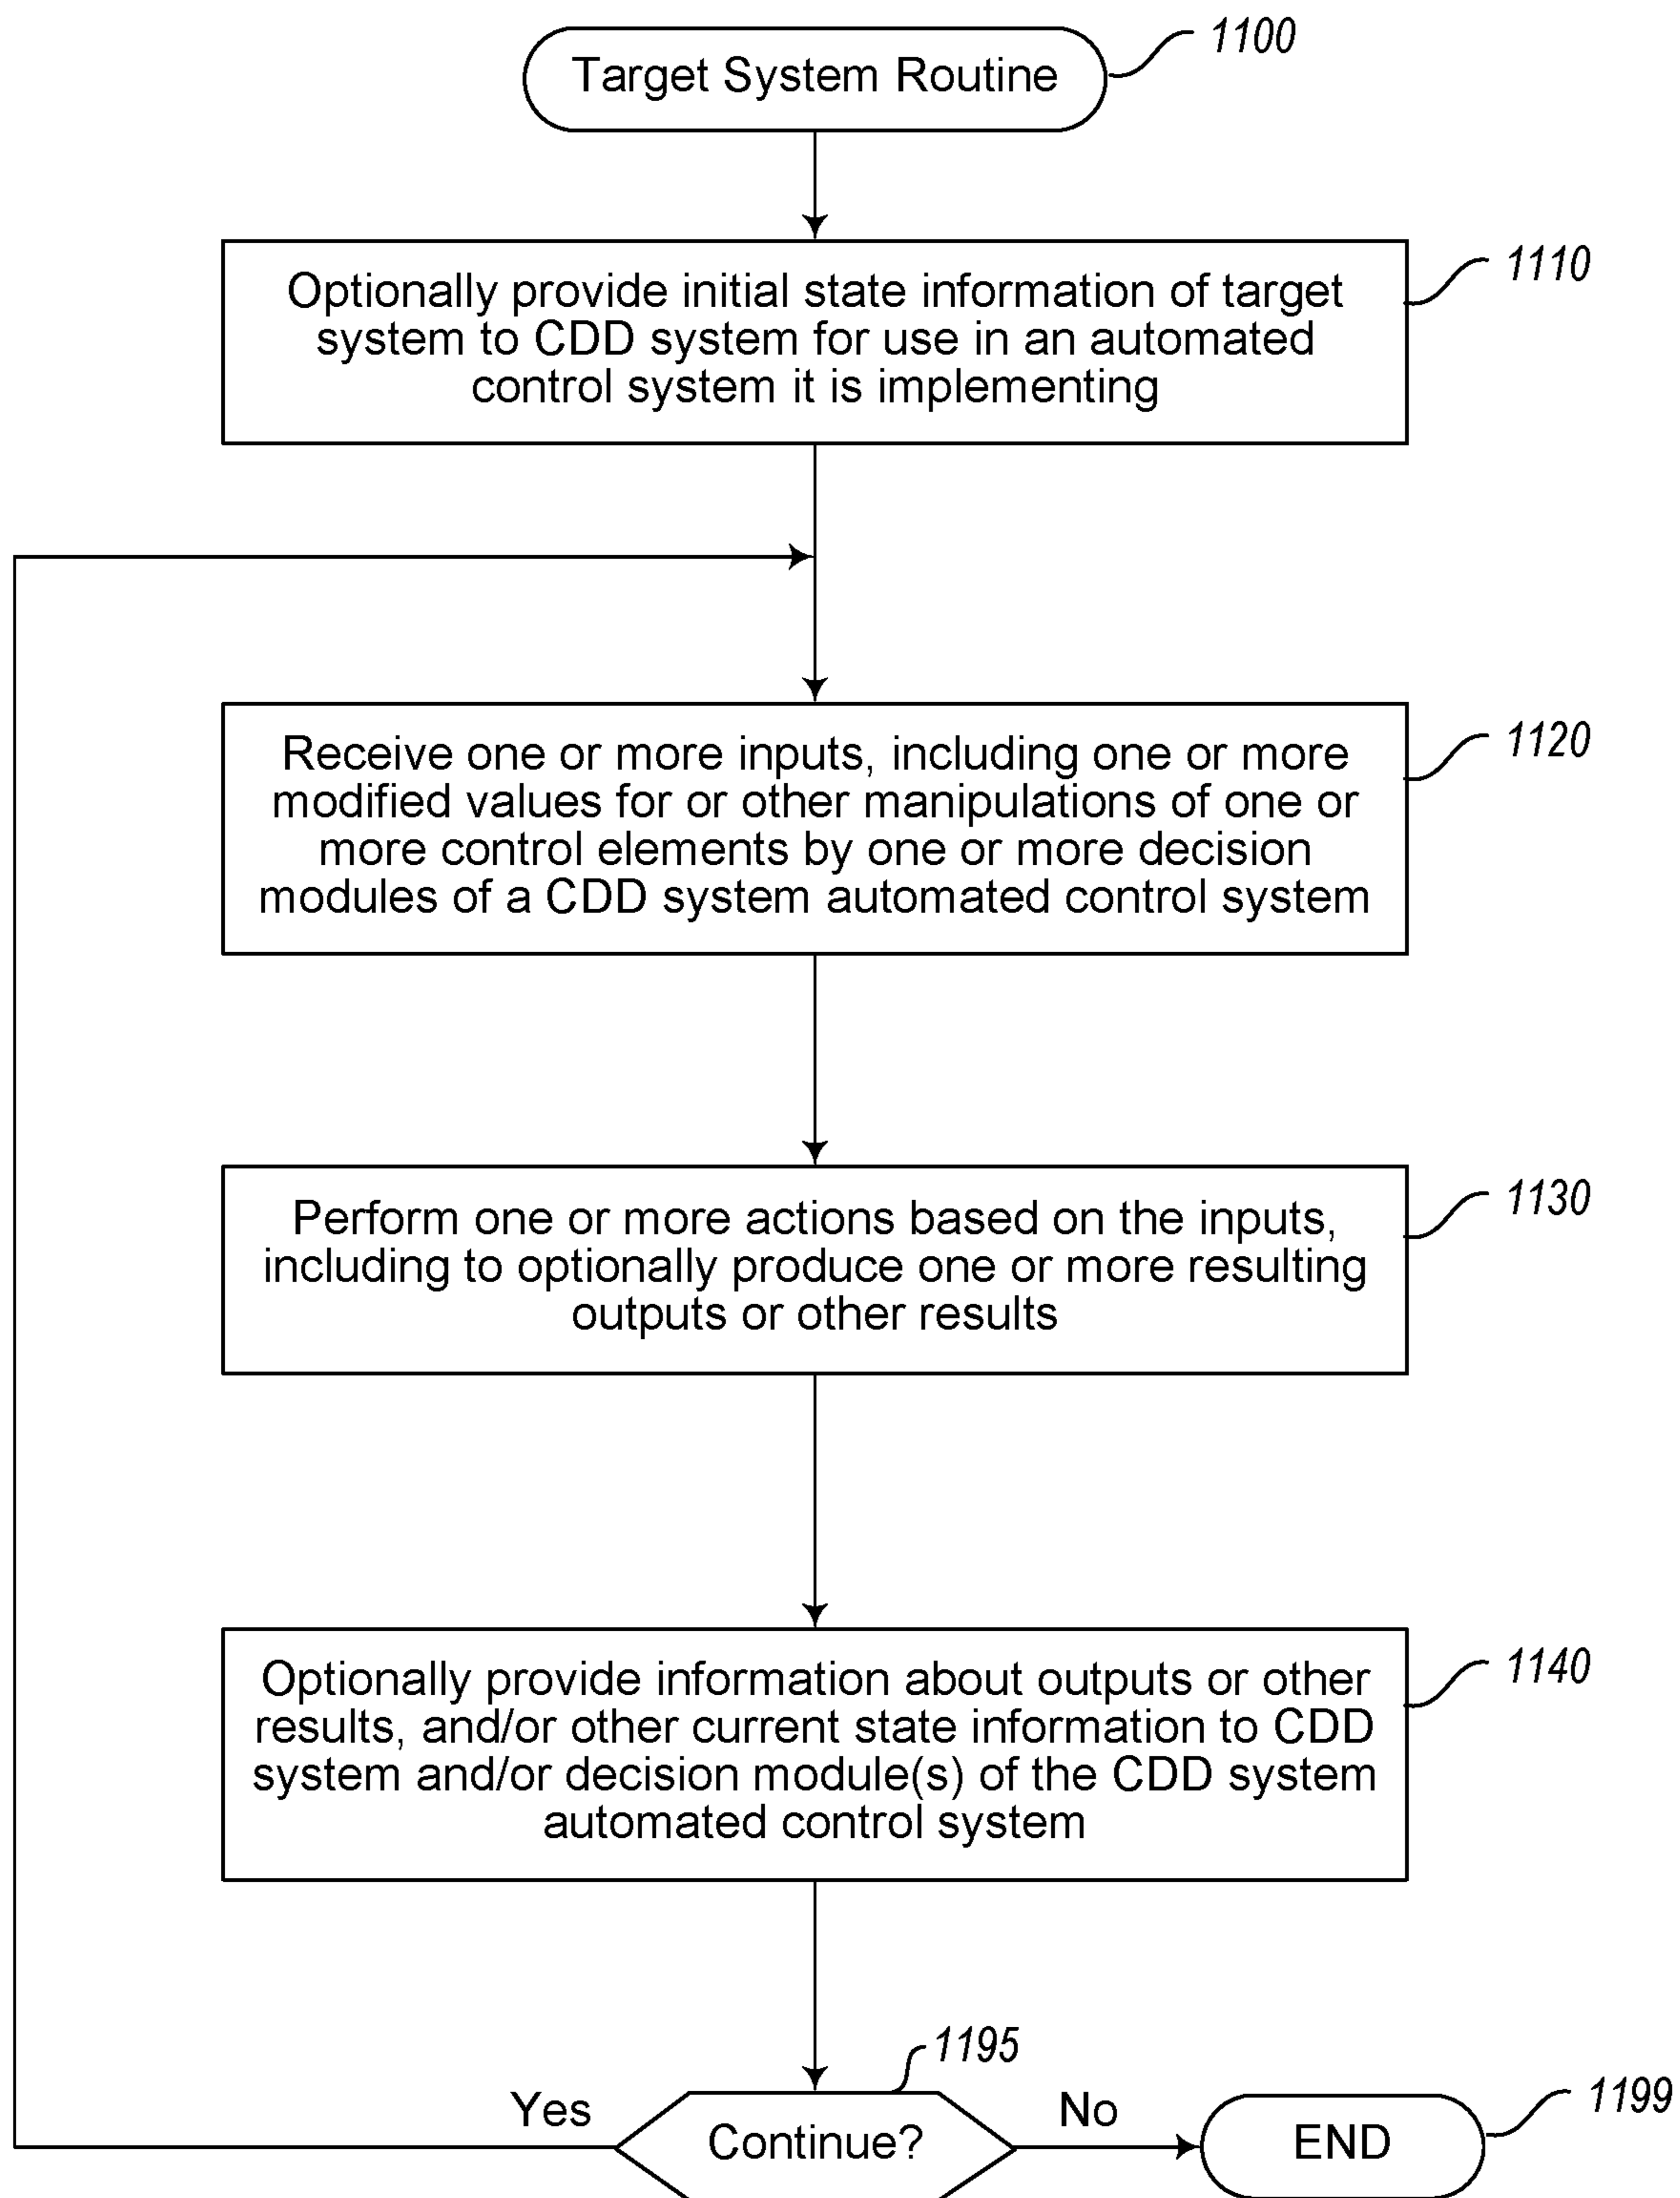 Target System Routine
1100
Optionally provide initial state information of target
system to CDD system for use in an automated
control system it is implementing
1110
Receive one or more inputs, including one or more
modified values for or other manipulations of one or
more control elements by one or more decision
modules of a CDD system automated control system
1120
Perform one or more actions based on the inputs,
including to optionally produce one or more resulting
outputs or other results
1130
Optionally provide information about outputs or other
results, and/or other current state information to CDD
system and/or decision module(s) of the CDD system
automated control system
1140
1195
Yes
Continue?
No
END
1199